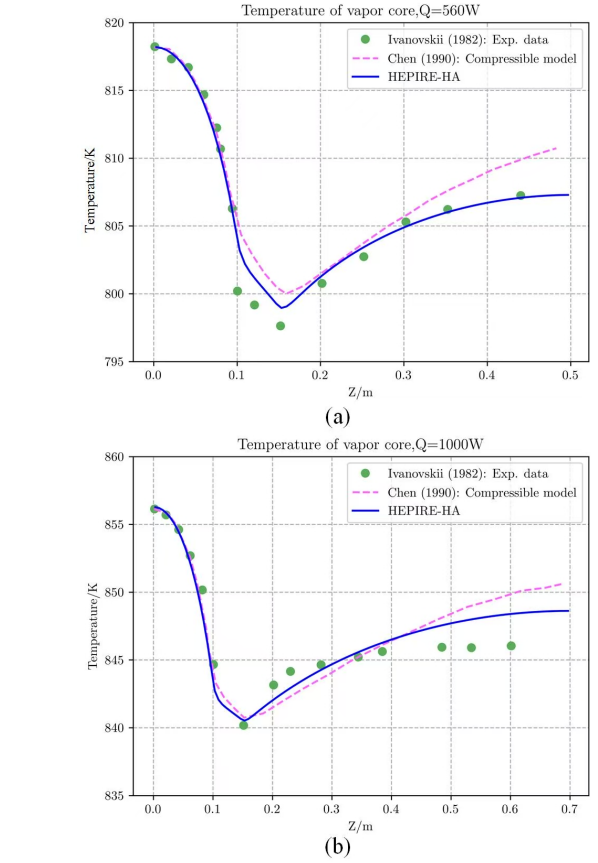 Temperature of vapor core,Q=560W
820
815
810
805
800
795
Temperature/K
Ivanovskii (1982): Exp. data
Chen (1990): Compressible model
HEPIRE-HA
0.0 0.1 0.2 0.3 0.4 0.5
Z/m
(a)
Temperature of vapor core,Q=1000W
860
855
850
845
840
835
Temperature/K
Ivanovskii (1982): Exp. data
Chen (1990): Compressible model
HEPIRE-HA
0.0 0.1 0.2 0.3 0.4 0.5 0.6 0.7
Z/m
(b)